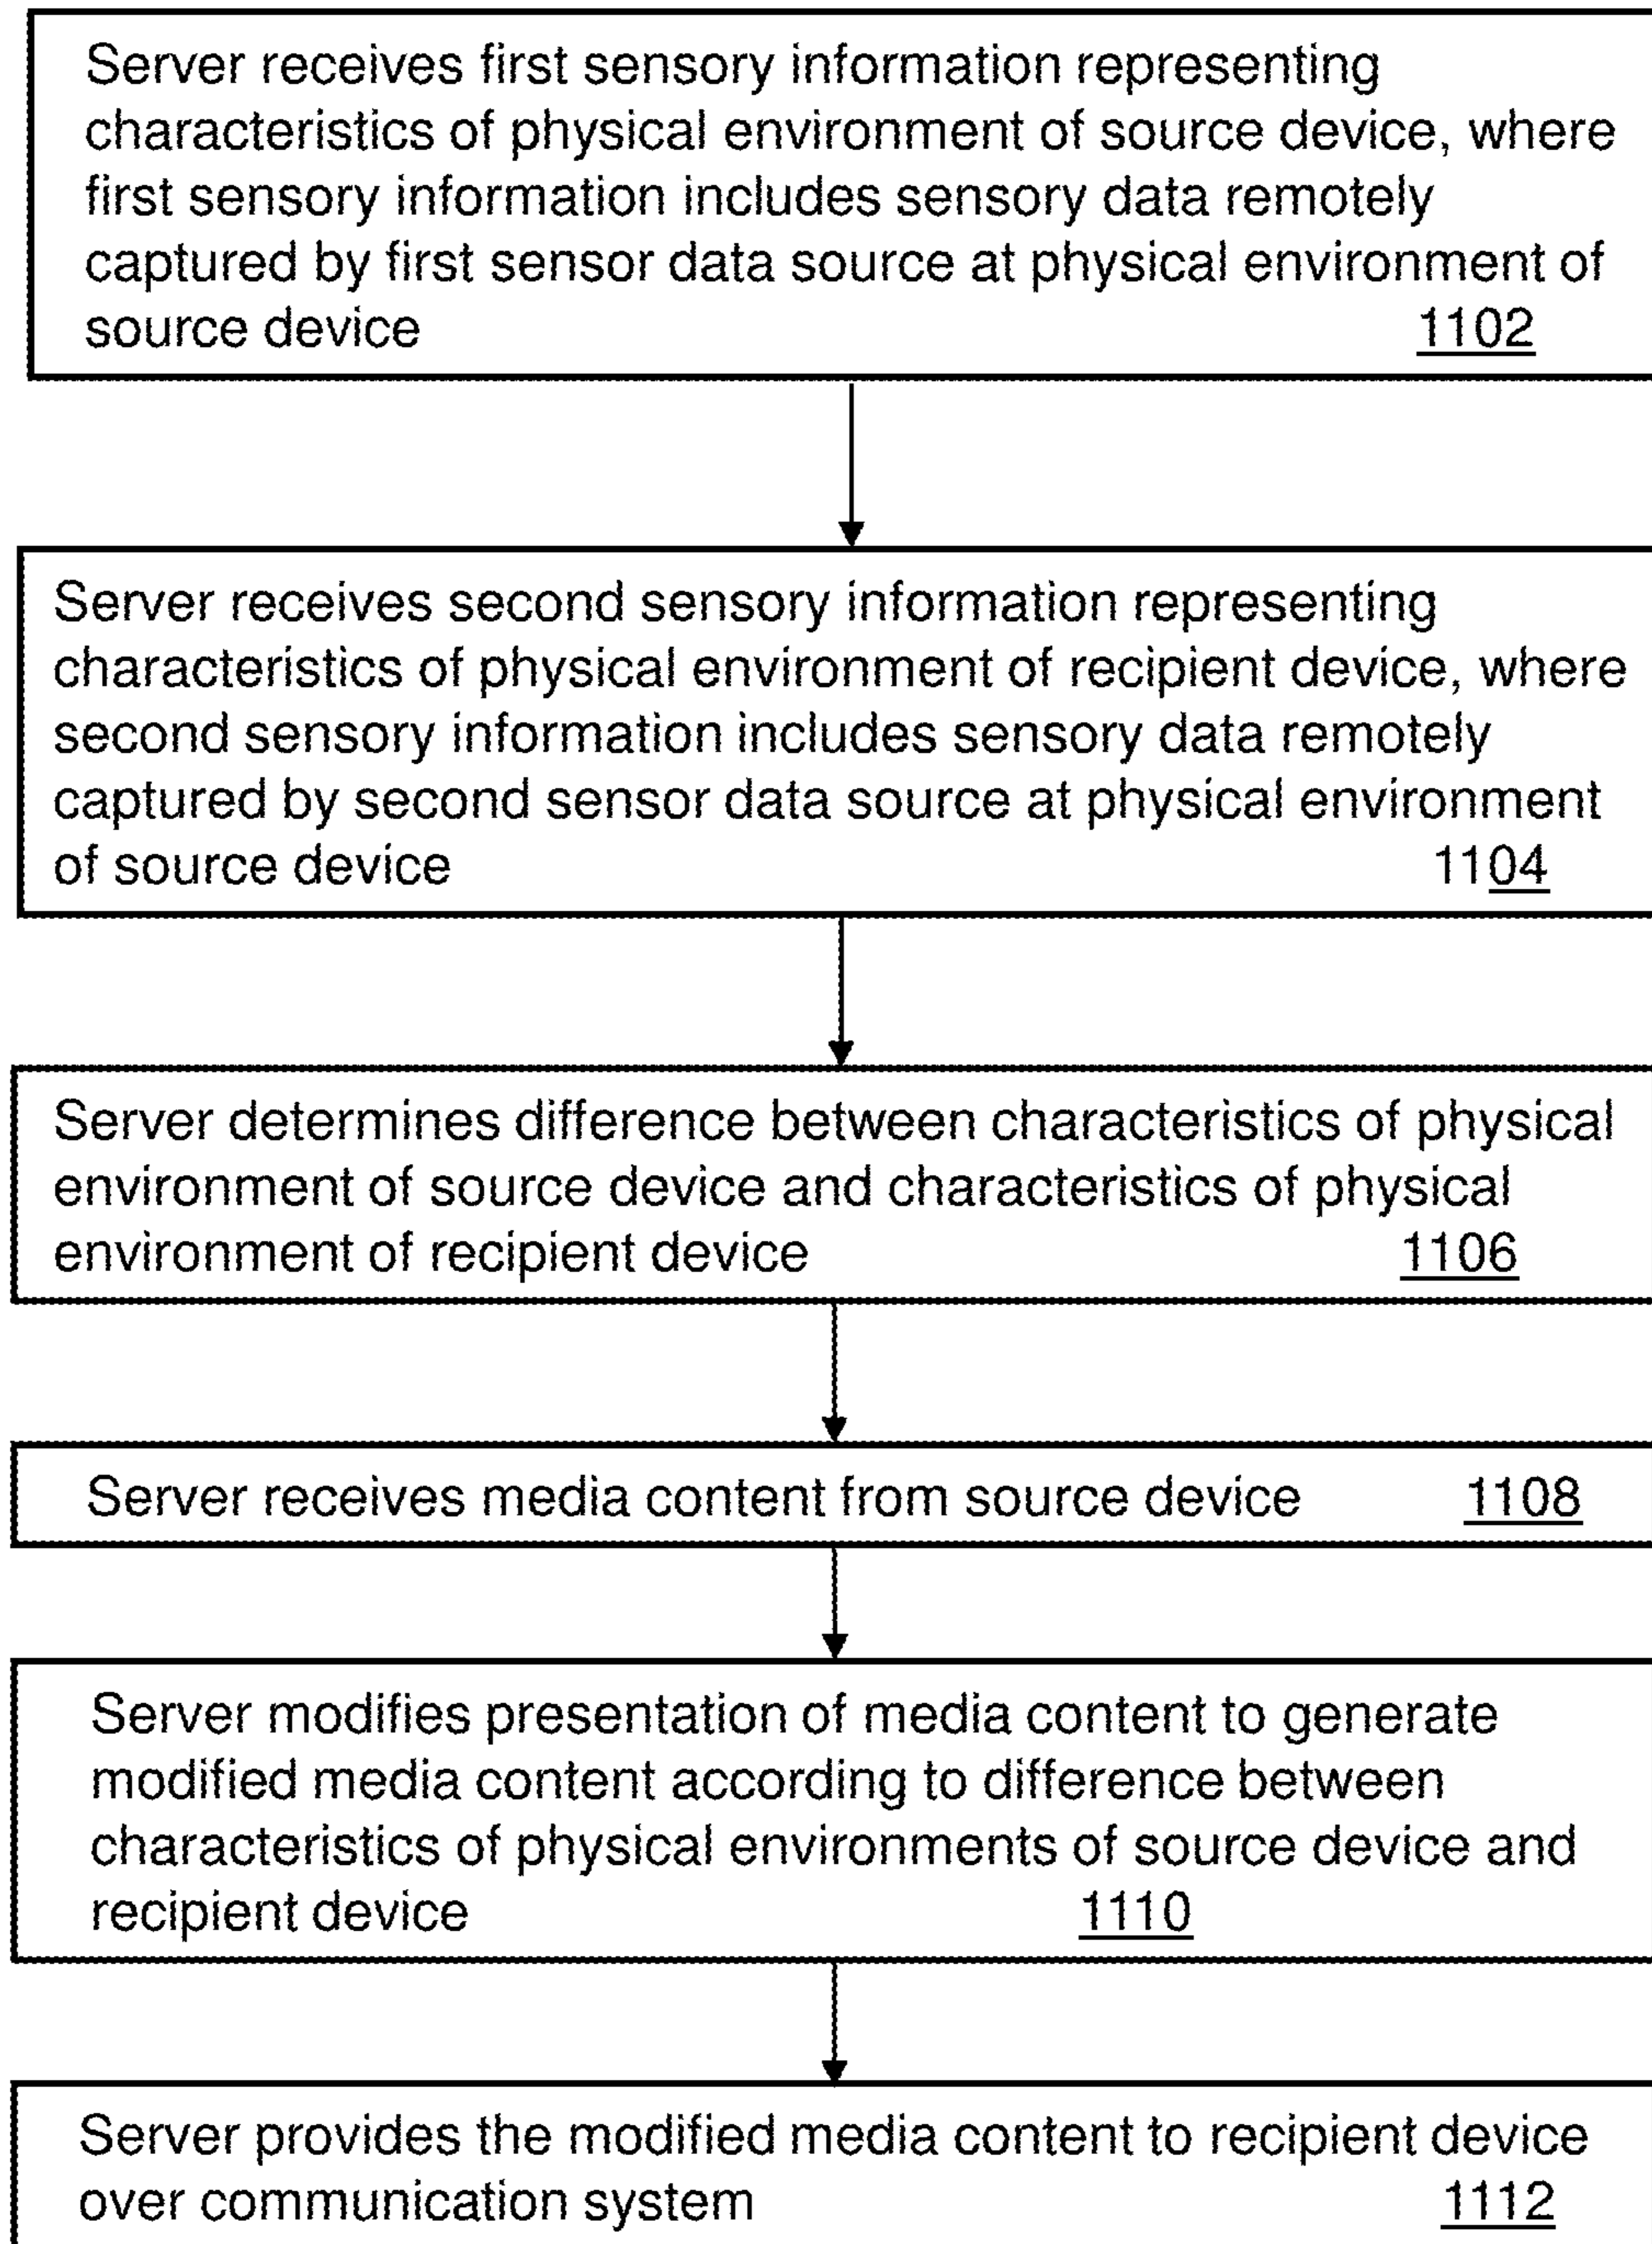 Server receives first sensory information representing
characteristics of physical environment of source device, where
first sensory information includes sensory data remotely
captured by first sensor data source at physical environment of
source device 1102
Server receives second sensory information representing
characteristics of physical environment of recipient device, where
second sensory information includes sensory data remotely
captured by second sensor data source at physical environment
of source device 1104
Server determines difference between characteristics of physical
environment of source device and characteristics of physical
environment of recipient device 1106
Server receives media content from source device 1108
Server modifies presentation of media content to generate
modified media content according to difference between
characteristics of physical environments of source device and
recipient device 1110
Server provides the modified media content to recipient device
over communication system 1112